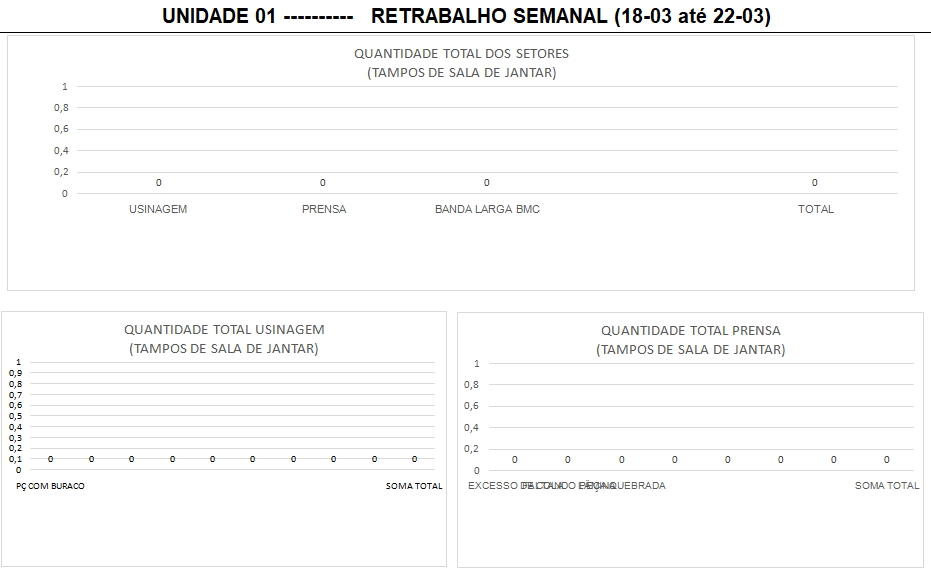 UNIDADE 01 ---------- RETRABALHO SEMANAL (18-03 até 22-03)
QUANTIDADE TOTAL DOS SETORES
(TAMPOS DE SALA DE JANTAR)
1
0,8
0,6
0,4
0,2
0
0 0 0 0
USINAGEM PRENSA BANDA LARGA BMC TOTAL
QUANTIDADE TOTAL USINAGEM
(TAMPOS DE SALA DE JANTAR)
1
0,9
0,8
0,7
0,6
0,5
0,4
0,3
0,2
0,1
0
0 0 0 0 0 0 0 0 0 0
PÇ COM BURACO SOMA TOTAL
QUANTIDADE TOTAL PRENSA
(TAMPOS DE SALA DE JANTAR)
1
0,8
0,6
0,4
0,2
0
0 0 0 0 0 0 0 0
EXCESSO DE FALTANDO QUEBRADA SOMA TOTAL